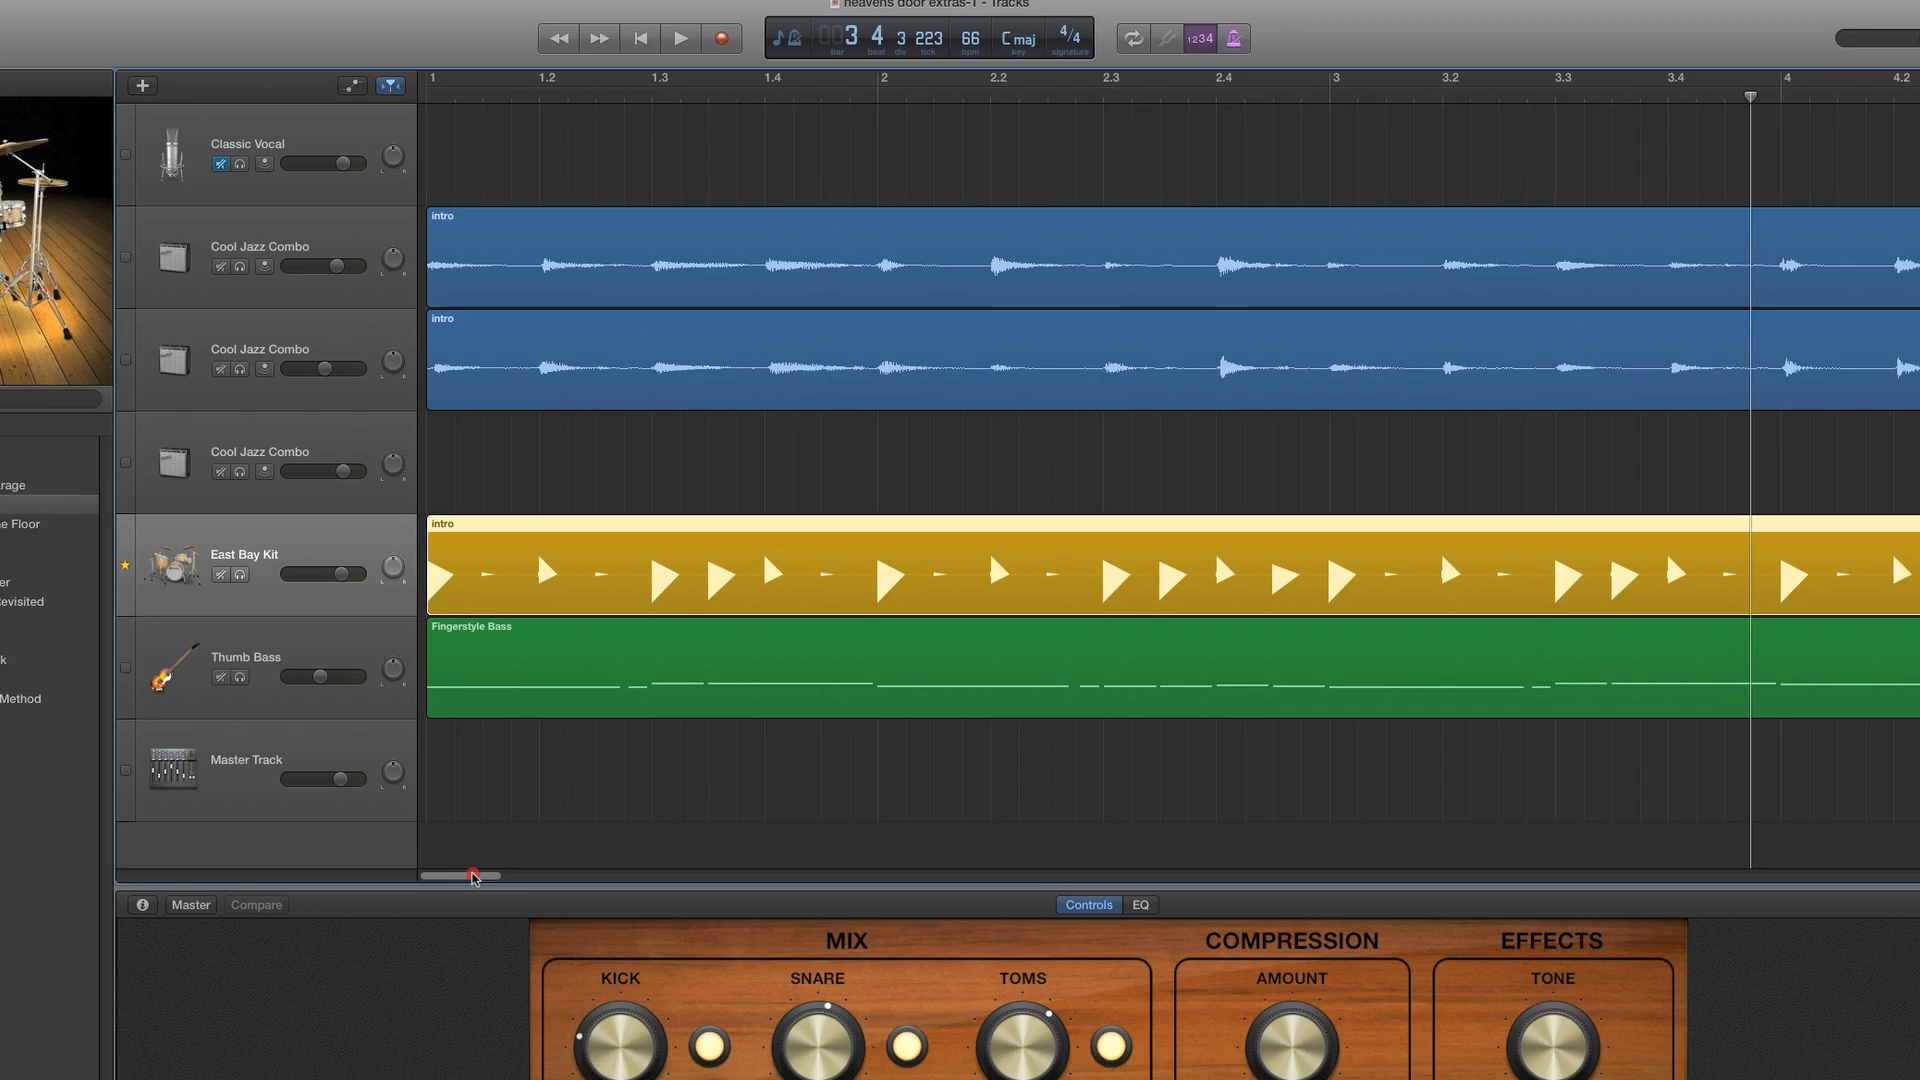 heavens door extras-1 - Tracks
003 4 3 223 66 C maj 4/4
bar beat div tick bpm key signature
1234
1 1.2 1.3 1.4 2 2.2 2.3 2.4 3 3.2 3.3 3.4 4 4.2
Classic Vocal
L R
intro
Cool Jazz Combo
L R
intro
Cool Jazz Combo
L R
Cool Jazz Combo
L R
rage
e Floor
intro
East Bay Kit
L R
er
evisited
Fingerstyle Bass
k
Thumb Bass
L R
Method
Master Track
L R
Master
Compare
Controls
EQ
MIX
COMPRESSION
EFFECTS
KICK
SNARE
TOMS
AMOUNT
TONE